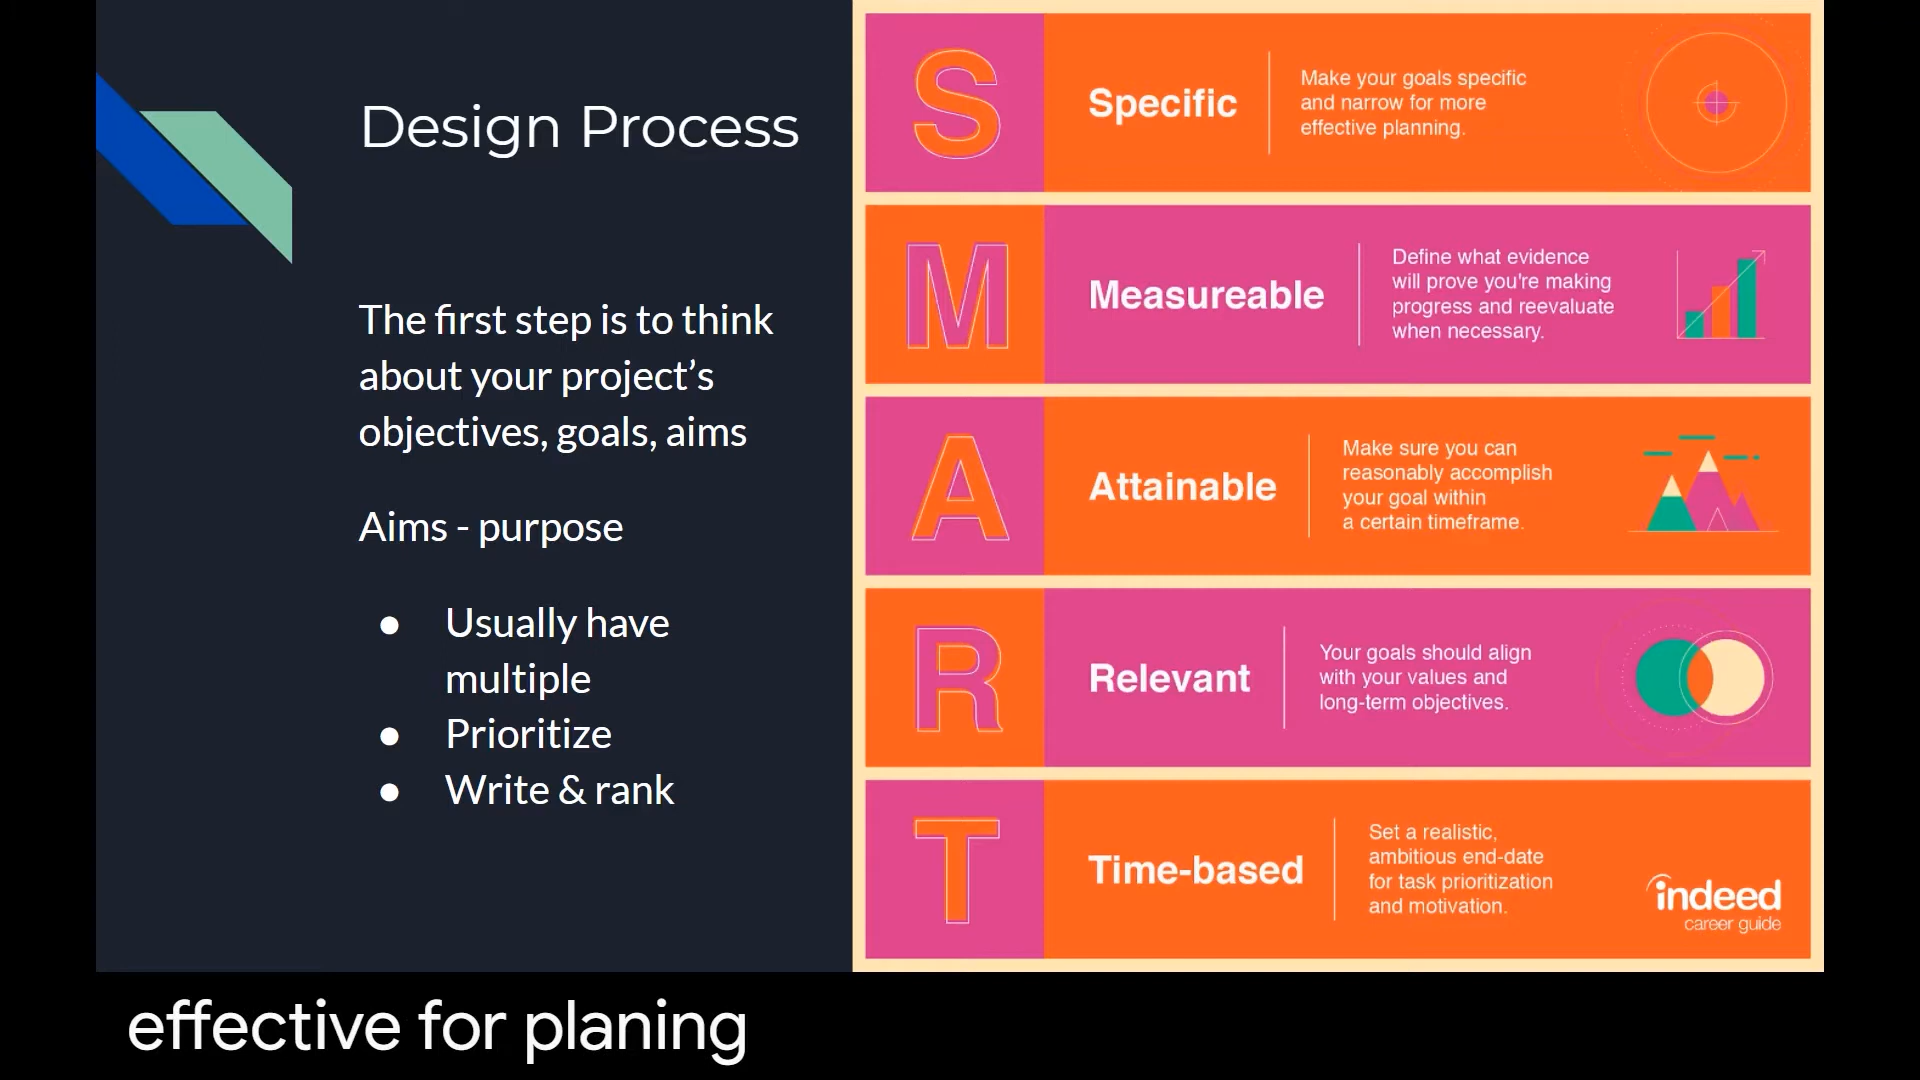 Design Process
The first step is to think
about your project’s
objectives, goals, aims
Aims - purpose
● Usually have
multiple
● Prioritize
● Write & rank
S
Specific
Make your goals specific
and narrow for more
effective planning.
M
Measureable
Define what evidence
will prove you're making
progress and reevaluate
when necessary.
A
Attainable
Make sure you can
reasonably accomplish
your goal within
a certain timeframe.
R
Relevant
Your goals should align
with your values and
long-term objectives.
T
Time-based
Set a realistic,
ambitious end-date
for task prioritization
and motivation.
indeed
career guide
effective for planing